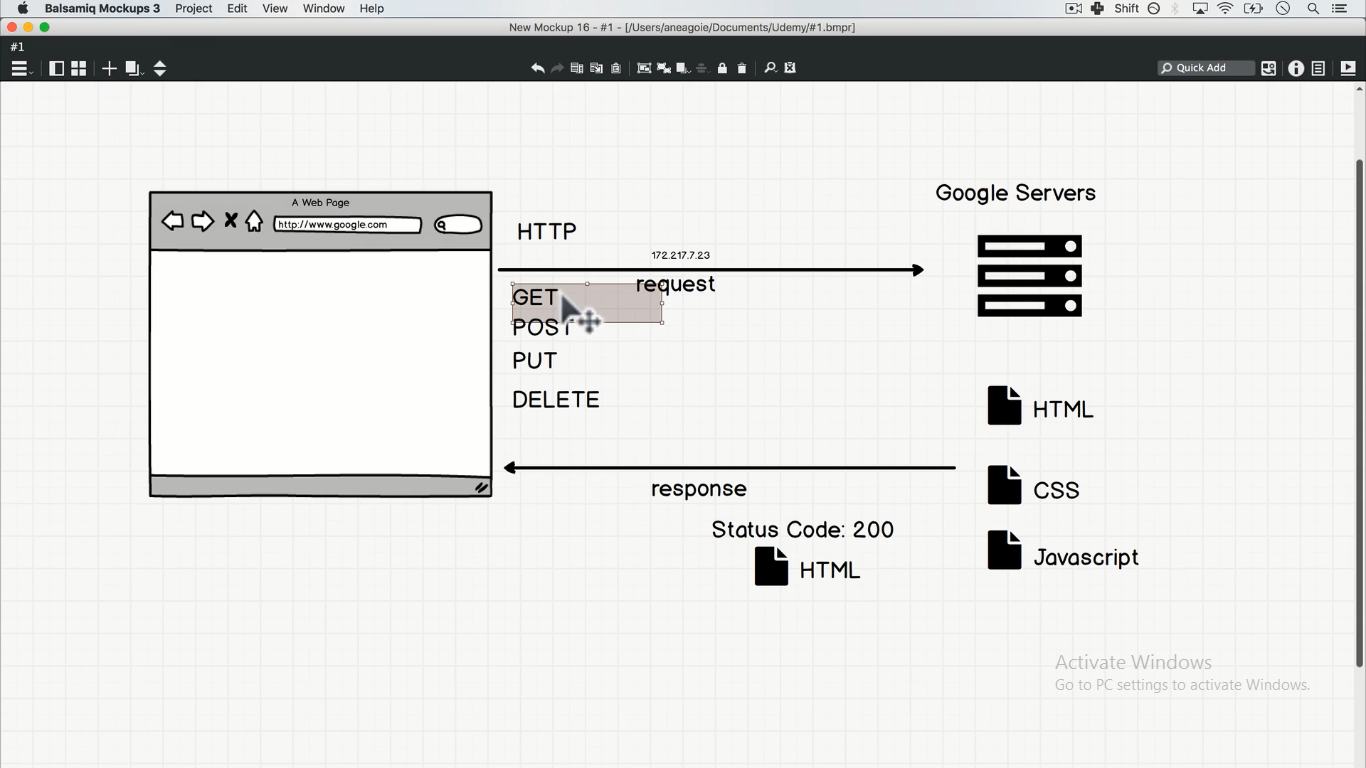 Balsamiq Mockups 3 Project Edit View Window Help Shift
New Mockup 16 - #1 - [/Users/aneagoie/Documents/Udemy/#1.bmpr]
#1
Quick Add
A Web Page
http://www.google.com
HTTP
172.217.7.23
request
GET
POST
PUT
DELETE
Google Servers
HTML
CSS
Javascript
response
Status Code: 200
HTML
Activate Windows
Go to PC settings to activate Windows.